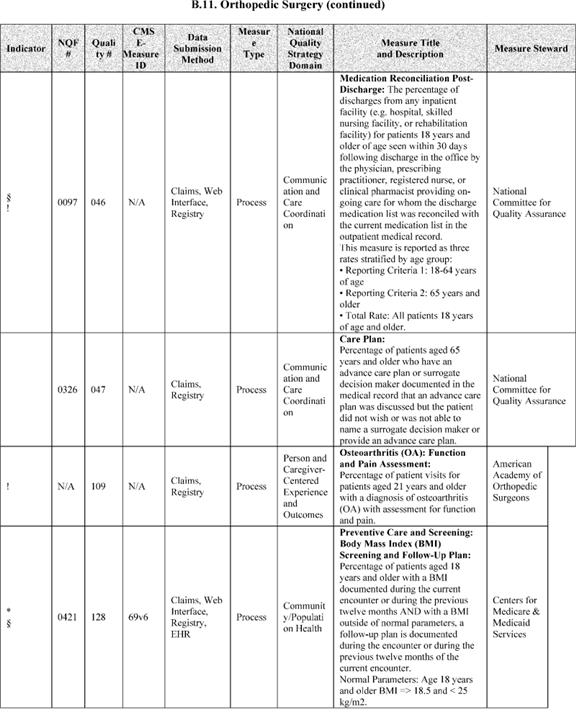 B.11. Orthopedic Surgery (continued)
Indicator
NQF
#
Quali
ty #
CMS
E-
Measure
ID
Data
Submission
Method
Measur
e
Type
National
Quality
Strategy
Domain
Measure Title
and Description
Measure Steward
§
!
0097
046
N/A
Claims, Web
Interface,
Registry
Process
Communic
ation and
Care
Coordinati
on
Medication Reconciliation Post-
Discharge: The percentage of
discharges from any inpatient
facility (e.g. hospital, skilled
nursing facility, or rehabilitation
facility) for patients 18 years and
older of age seen within 30 days
following discharge in the office by
the physician, prescribing
practitioner, registered nurse, or
clinical pharmacist providing on-
going care for whom the discharge
medication list was reconciled with
the current medication list in the
outpatient medical record.
This measure is reported as three
rates stratified by age group:
• Reporting Criteria 1: 18-64 years
of age
• Reporting Criteria 2: 65 years and
older
• Total Rate: All patients 18 years
of age and older.
National
Committee for
Quality Assurance
0326
047
N/A
Claims,
Registry
Process
Communic
ation and
Care
Coordinati
on
Care Plan:
Percentage of patients aged 65
years and older who have an
advance care plan or surrogate
decision maker documented in the
medical record that an advance care
plan was discussed but the patient
did not wish or was not able to
name a surrogate decision maker or
provide an advance care plan.
National
Committee for
Quality Assurance
!
N/A
109
N/A
Claims,
Registry
Process
Person and
Caregiver-
Centered
Experience
and
Outcomes
Osteoarthritis (OA): Function
and Pain Assessment:
Percentage of patient visits for
patients aged 21 years and older
with a diagnosis of osteoarthritis
(OA) with assessment for function
and pain.
American
Academy of
Orthopedic
Surgeons
*
§
0421
128
69v6
Claims, Web
Interface,
Registry,
EHR
Process
Communit
y/Populati
on Health
Preventive Care and Screening:
Body Mass Index (BMI)
Screening and Follow-Up Plan:
Percentage of patients aged 18
years and older with a BMI
documented during the current
encounter or during the previous
twelve months AND with a BMI
outside of normal parameters, a
follow-up plan is documented
during the encounter or during the
previous twelve months of the
current encounter.
Normal Parameters: Age 18 years
and older BMI => 18.5 and < 25
kg/m2.
Centers for
Medicare &
Medicaid
Services